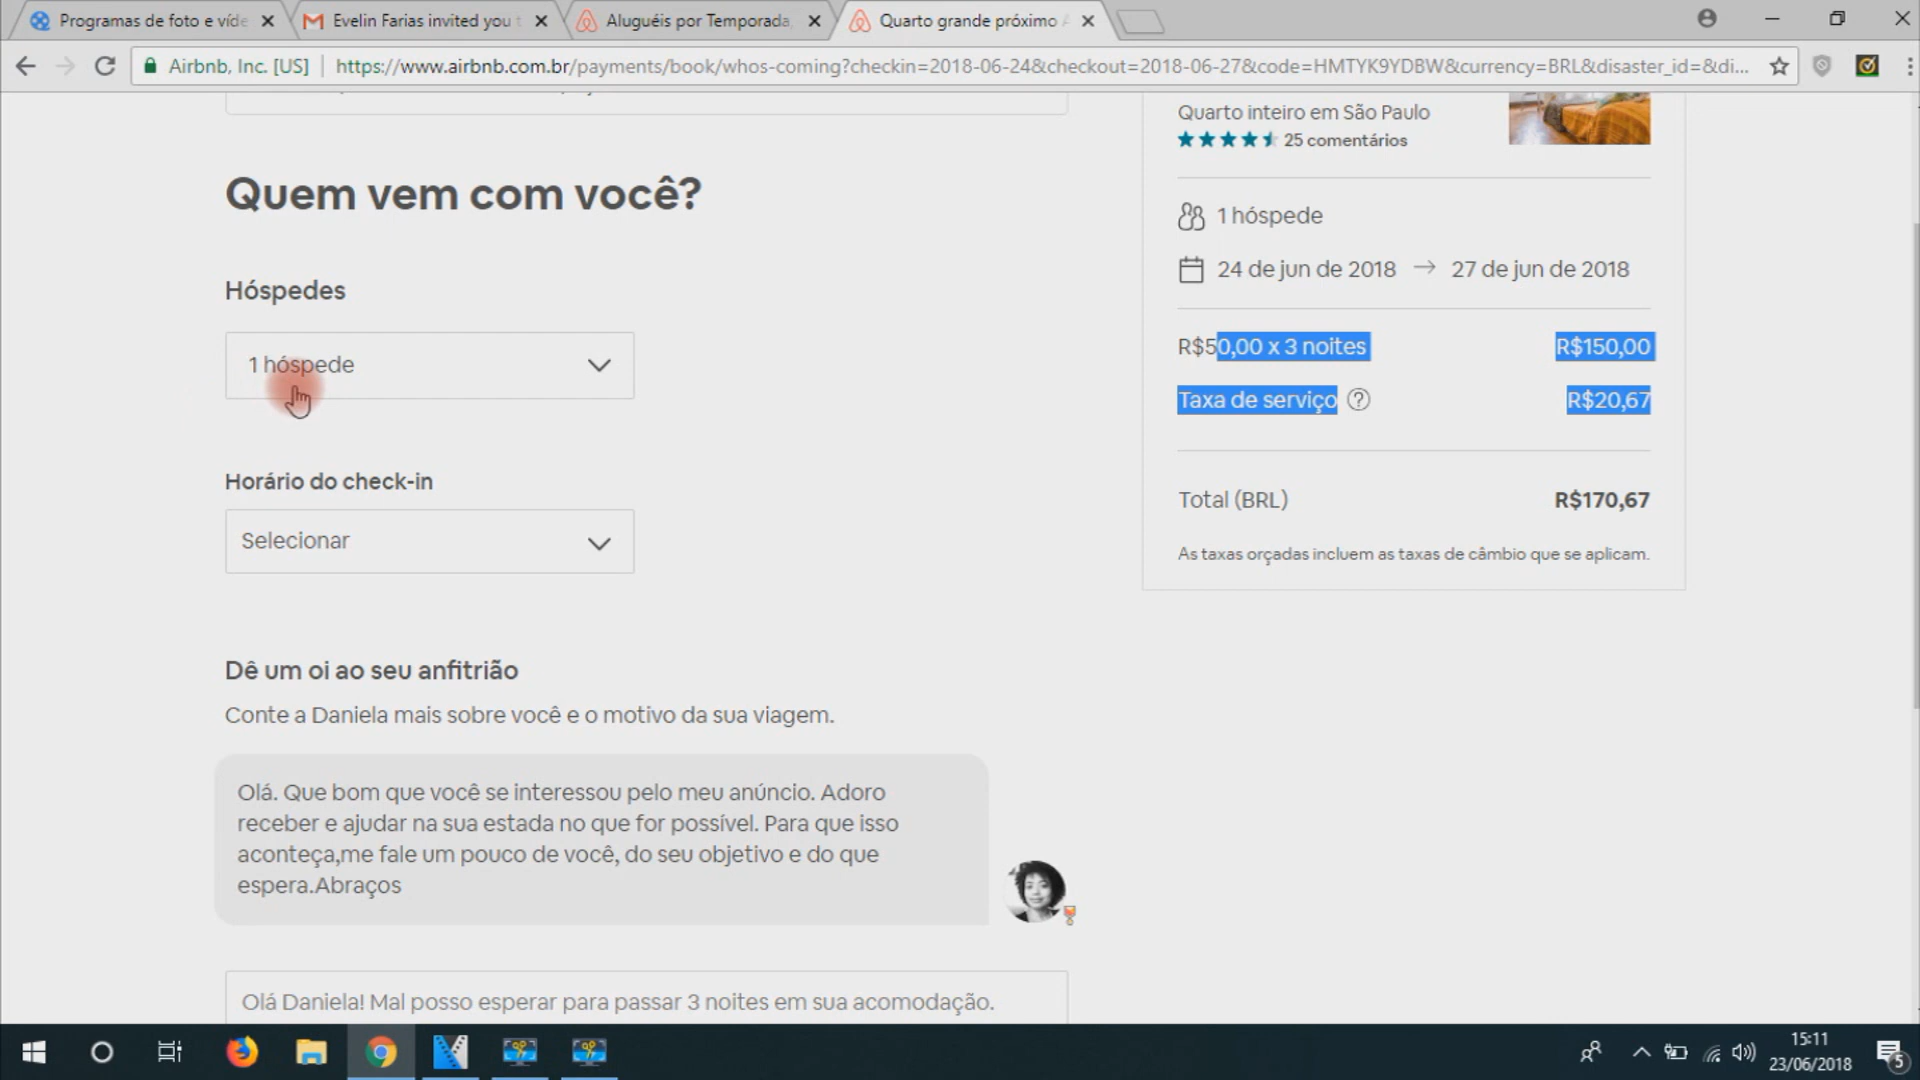 Programas de foto e víde
Evelin Farias invited you t
Aluguéis por Temporada,
Quarto grande próximo A
Airbnb, Inc. [US]
https://www.airbnb.com.br/payments/book/whos-coming?checkin=2018-06-24&checkout=2018-06-27&code=HMTYK9YDBW&currency=BRL&disaster_id=&di...
Quem vem com você?
Hóspedes
1 hóspede
Horário do check-in
Selecionar
Dê um oi ao seu anfitrião
Conte a Daniela mais sobre você e o motivo da sua viagem.
Olá. Que bom que você se interessou pelo meu anúncio. Adoro
receber e ajudar na sua estada no que for possível. Para que isso
aconteça,me fale um pouco de você, do seu objetivo e do que
espera.Abraços
Olá Daniela! Mal posso esperar para passar 3 noites em sua acomodação.
Quarto inteiro em São Paulo
25 comentários
1 hóspede
24 de jun de 2018 → 27 de jun de 2018
R$50,00 x 3 noites R$150,00
Taxa de serviço ? R$20,67
Total (BRL) R$170,67
As taxas orçadas incluem as taxas de câmbio que se aplicam.
15:11
23/06/2018
5